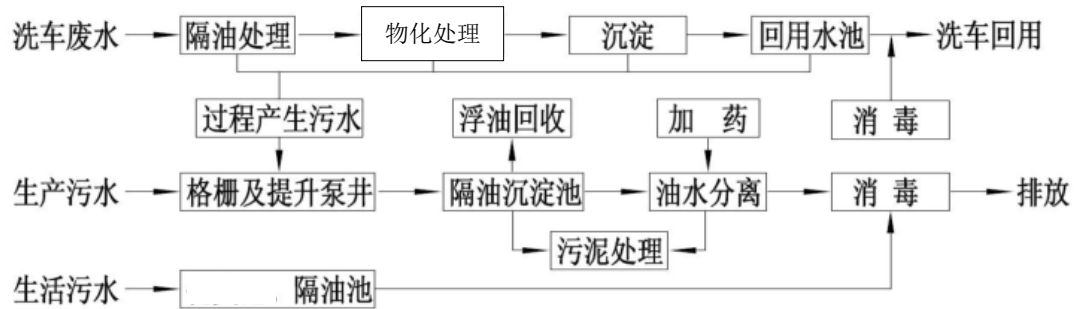 洗车废水 隔油处理 物化处理 沉淀 回用水池 洗车回用
过程产生污水 浮油回收 加 药 消 毒
生产污水 格栅及提升泵井 隔油沉淀池 油水分离 消 毒 排放
污泥处理
生活污水 隔油池